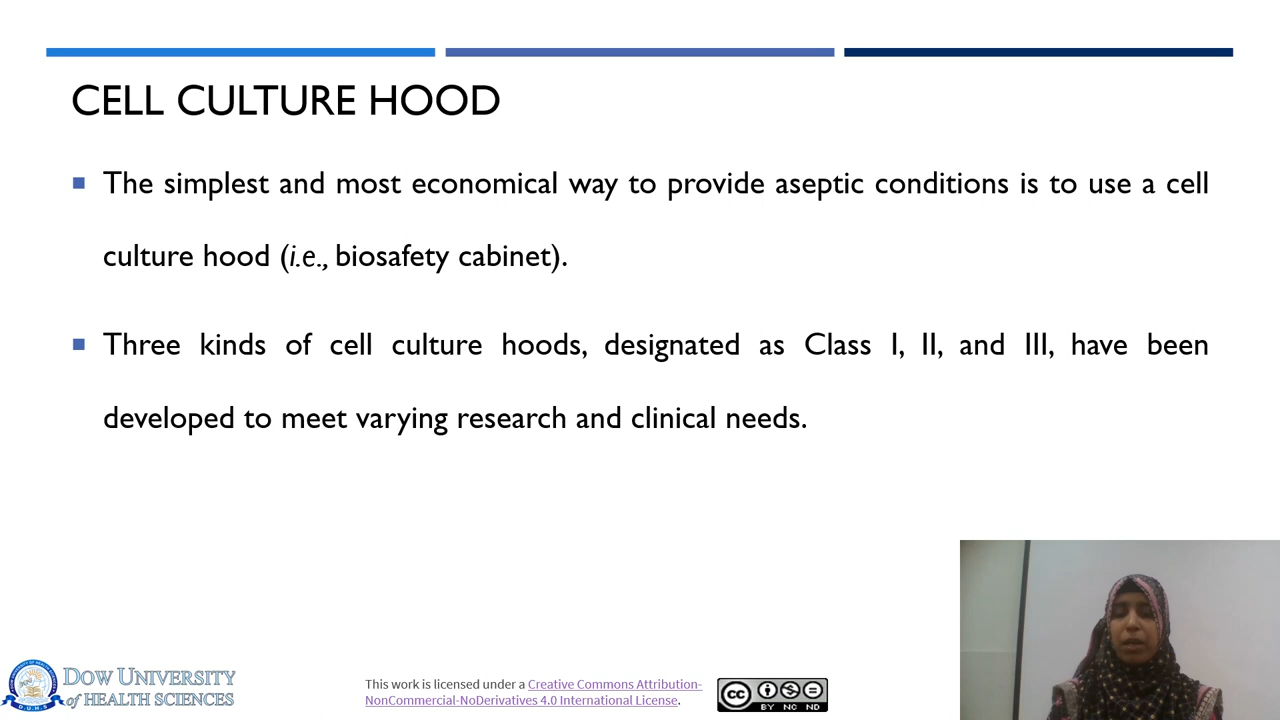 CELL CULTURE HOOD
The simplest and most economical way to provide aseptic conditions is to use a cell
culture hood (i.e., biosafety cabinet).
Three kinds of cell culture hoods, designated as Class I, II, and III, have been
developed to meet varying research and clinical needs.
DOW UNIVERSITY
of HEALTH SCIENCES
This work is licensed under a Creative Commons Attribution-
NonCommercial-NoDerivatives 4.0 International License.
cc
BY NC ND